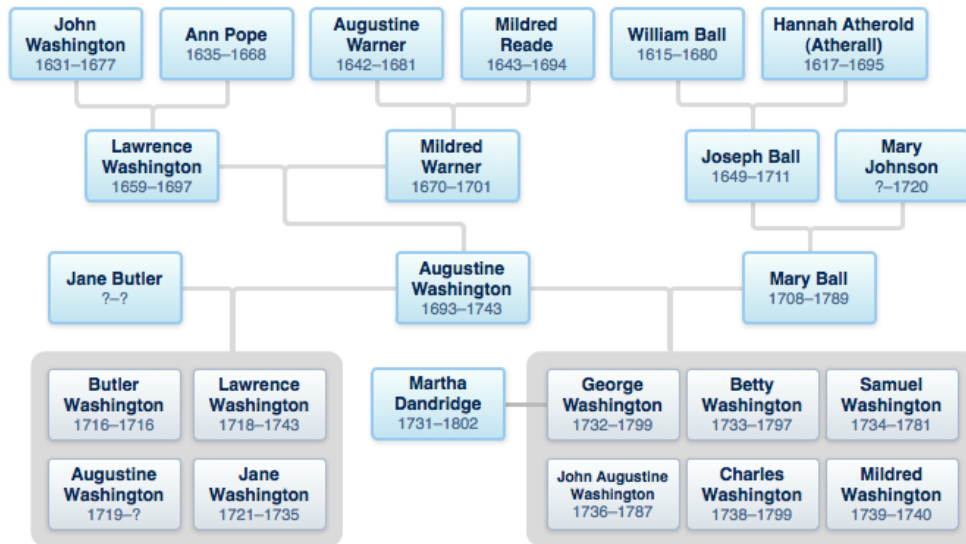 John
Washington
1631–1677
Ann Pope
1635–1668
Augustine
Warner
1642–1681
Mildred
Reade
1643–1694
William Ball
1615–1680
Hannah Atherold
(Atherall)
1617–1695
Lawrence
Washington
1659–1697
Mildred
Warner
1670–1701
Joseph Ball
1649–1711
Mary
Johnson
?–1720
Jane Butler
?–?
Augustine
Washington
1693–1743
Mary Ball
1708–1789
Butler
Washington
1716–1716
Lawrence
Washington
1718–1743
Augustine
Washington
1719–?
Jane
Washington
1721–1735
Martha
Dandridge
1731–1802
George
Washington
1732–1799
Betty
Washington
1733–1797
Samuel
Washington
1734–1781
John Augustine
Washington
1736–1787
Charles
Washington
1738–1799
Mildred
Washington
1739–1740